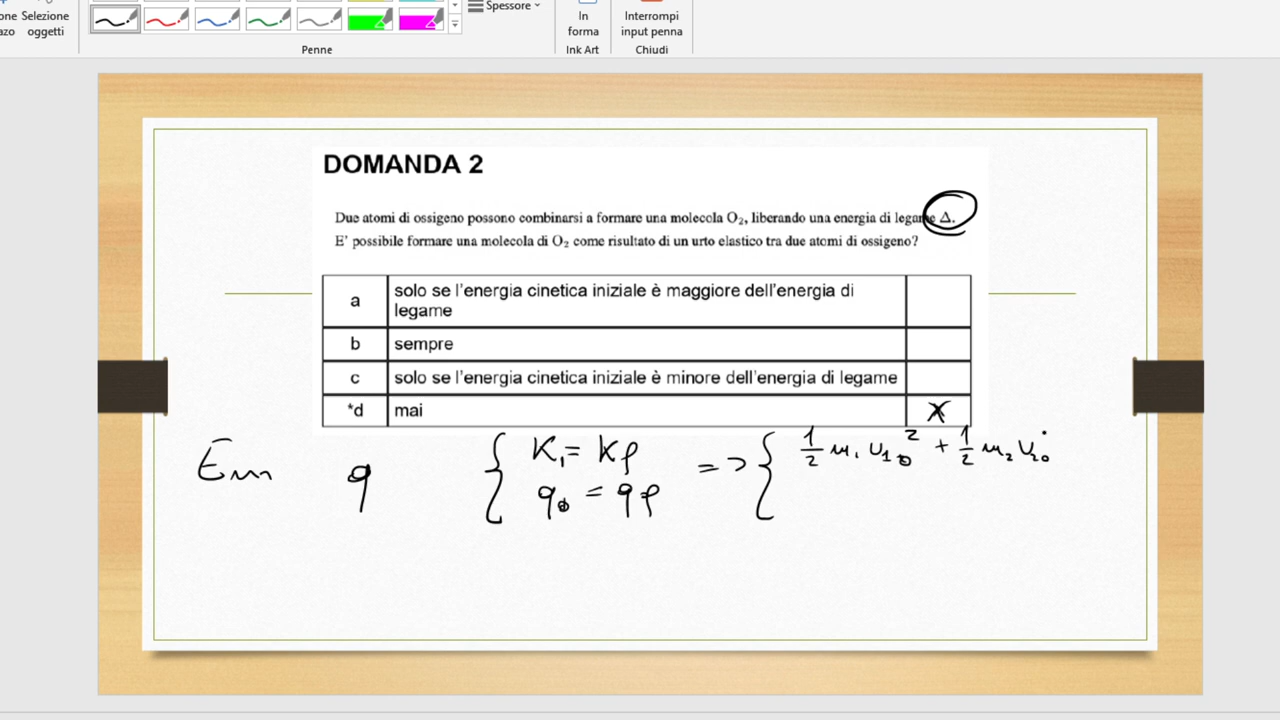 Selezione
oggetti
Penne
Spessore
In
forma
Ink Art
Interrompi
input penna
Chiudi
DOMANDA 2
Due atomi di ossigeno possono combinarsi a formare una molecola O₂, liberando una energia di legame Δ.
E' possibile formare una molecola di O₂ come risultato di un urto elastico tra due atomi di ossigeno?
a solo se l'energia cinetica iniziale è maggiore dell'energia di
legame
b sempre
c solo se l'energia cinetica iniziale è minore dell'energia di legame
*d mai X
Em q { K₁ = Kf => { 1/2 m₁ v₁₀² + 1/2 m₂ v₂₀
q₀ = qf